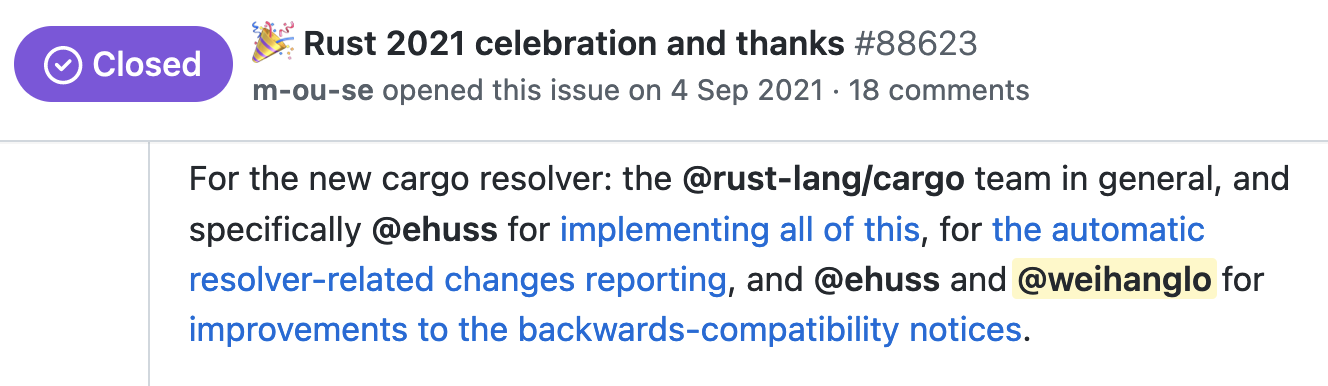 Closed
🎉 Rust 2021 celebration and thanks #88623
m-ou-se opened this issue on 4 Sep 2021 · 18 comments
For the new cargo resolver: the @rust-lang/cargo team in general, and
specifically @ehuss for implementing all of this, for the automatic
resolver-related changes reporting, and @ehuss and @weihanglo for
improvements to the backwards-compatibility notices.